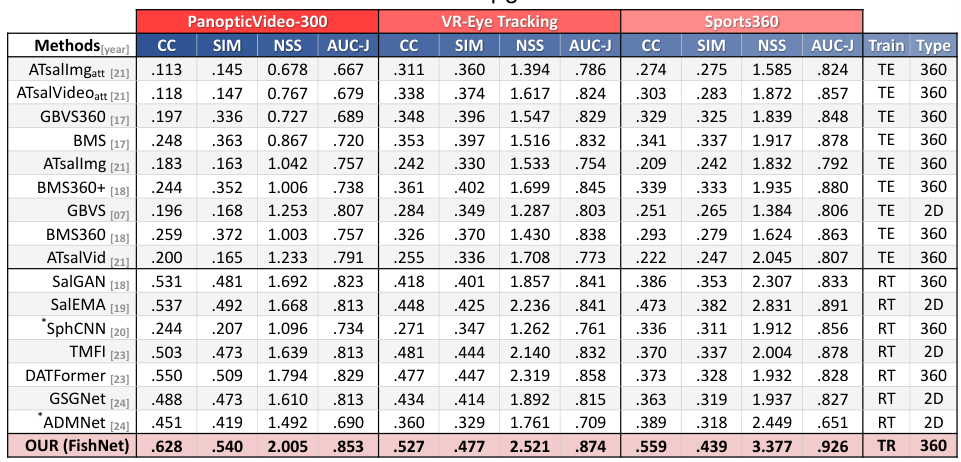 PanopticVideo-300 VR-Eye Tracking Sports360
Methods[year] CC SIM NSS AUC-J CC SIM NSS AUC-J CC SIM NSS AUC-J Train Type
ATsalImgatt [21] .113 .145 0.678 .667 .311 .360 1.394 .786 .274 .275 1.585 .824 TE 360
ATsalVideoatt [21] .118 .147 0.767 .679 .338 .374 1.617 .824 .303 .283 1.872 .857 TE 360
GBVS360 [17] .197 .336 0.727 .689 .348 .396 1.547 .829 .329 .325 1.839 .848 TE 360
BMS [17] .248 .363 0.867 .720 .353 .397 1.516 .832 .341 .337 1.917 .878 TE 360
ATsalImg [21] .183 .163 1.042 .757 .242 .330 1.533 .754 .209 .242 1.832 .792 TE 360
BMS360+ [18] .244 .352 1.006 .738 .361 .402 1.699 .845 .339 .333 1.935 .880 TE 360
GBVS [07] .196 .168 1.253 .807 .284 .349 1.287 .803 .251 .265 1.384 .806 TE 2D
BMS360 [18] .259 .372 1.003 .757 .326 .370 1.430 .838 .293 .279 1.624 .863 TE 360
ATsalVid [21] .200 .165 1.233 .791 .255 .336 1.708 .773 .222 .247 2.045 .807 TE 360
SalGAN [18] .531 .481 1.692 .823 .418 .401 1.857 .841 .386 .353 2.307 .833 RT 360
SalEMA [19] .537 .492 1.668 .813 .448 .425 2.236 .841 .473 .382 2.831 .891 RT 2D
*SphCNN [20] .244 .207 1.096 .734 .271 .347 1.262 .761 .336 .311 1.912 .856 RT 360
TMFI [23] .503 .473 1.639 .813 .481 .444 2.140 .832 .370 .337 2.004 .878 RT 2D
DATFormer [23] .550 .509 1.794 .829 .477 .447 2.319 .858 .373 .328 1.932 .828 RT 360
GSGNet [24] .488 .473 1.610 .813 .434 .414 1.892 .815 .363 .319 1.937 .827 RT 2D
*ADMNet [24] .451 .419 1.492 .690 .360 .329 1.761 .709 .389 .318 2.449 .651 RT 2D
OUR (FishNet) .628 .540 2.005 .853 .527 .477 2.521 .874 .559 .439 3.377 .926 TR 360